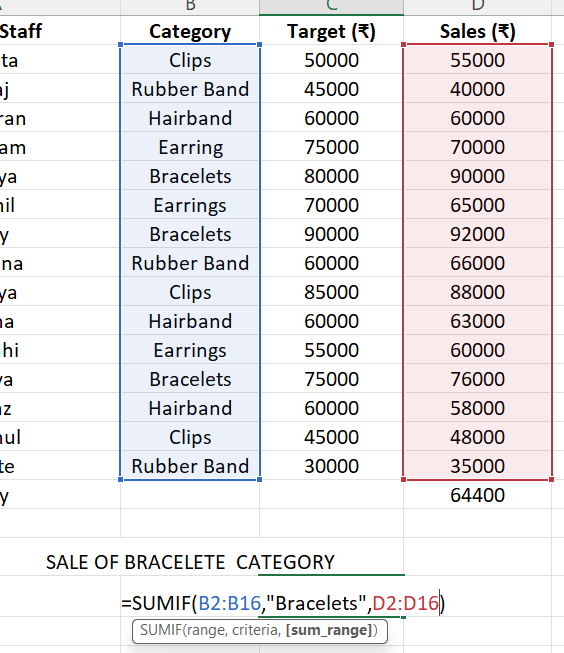 B C D
Staff Category Target (₹) Sales (₹)
ta Clips 50000 55000
aj Rubber Band 45000 40000
ran Hairband 60000 60000
am Earring 75000 70000
ya Bracelets 80000 90000
nil Earrings 70000 65000
y Bracelets 90000 92000
na Rubber Band 60000 66000
ya Clips 85000 88000
na Hairband 60000 63000
hi Earrings 55000 60000
ya Bracelets 75000 76000
az Hairband 60000 58000
hul Clips 45000 48000
te Rubber Band 30000 35000
y 64400
SALE OF BRACELETE CATEGORY
=SUMIF(B2:B16,"Bracelets",D2:D16)
SUMIF(range, criteria, [sum_range])